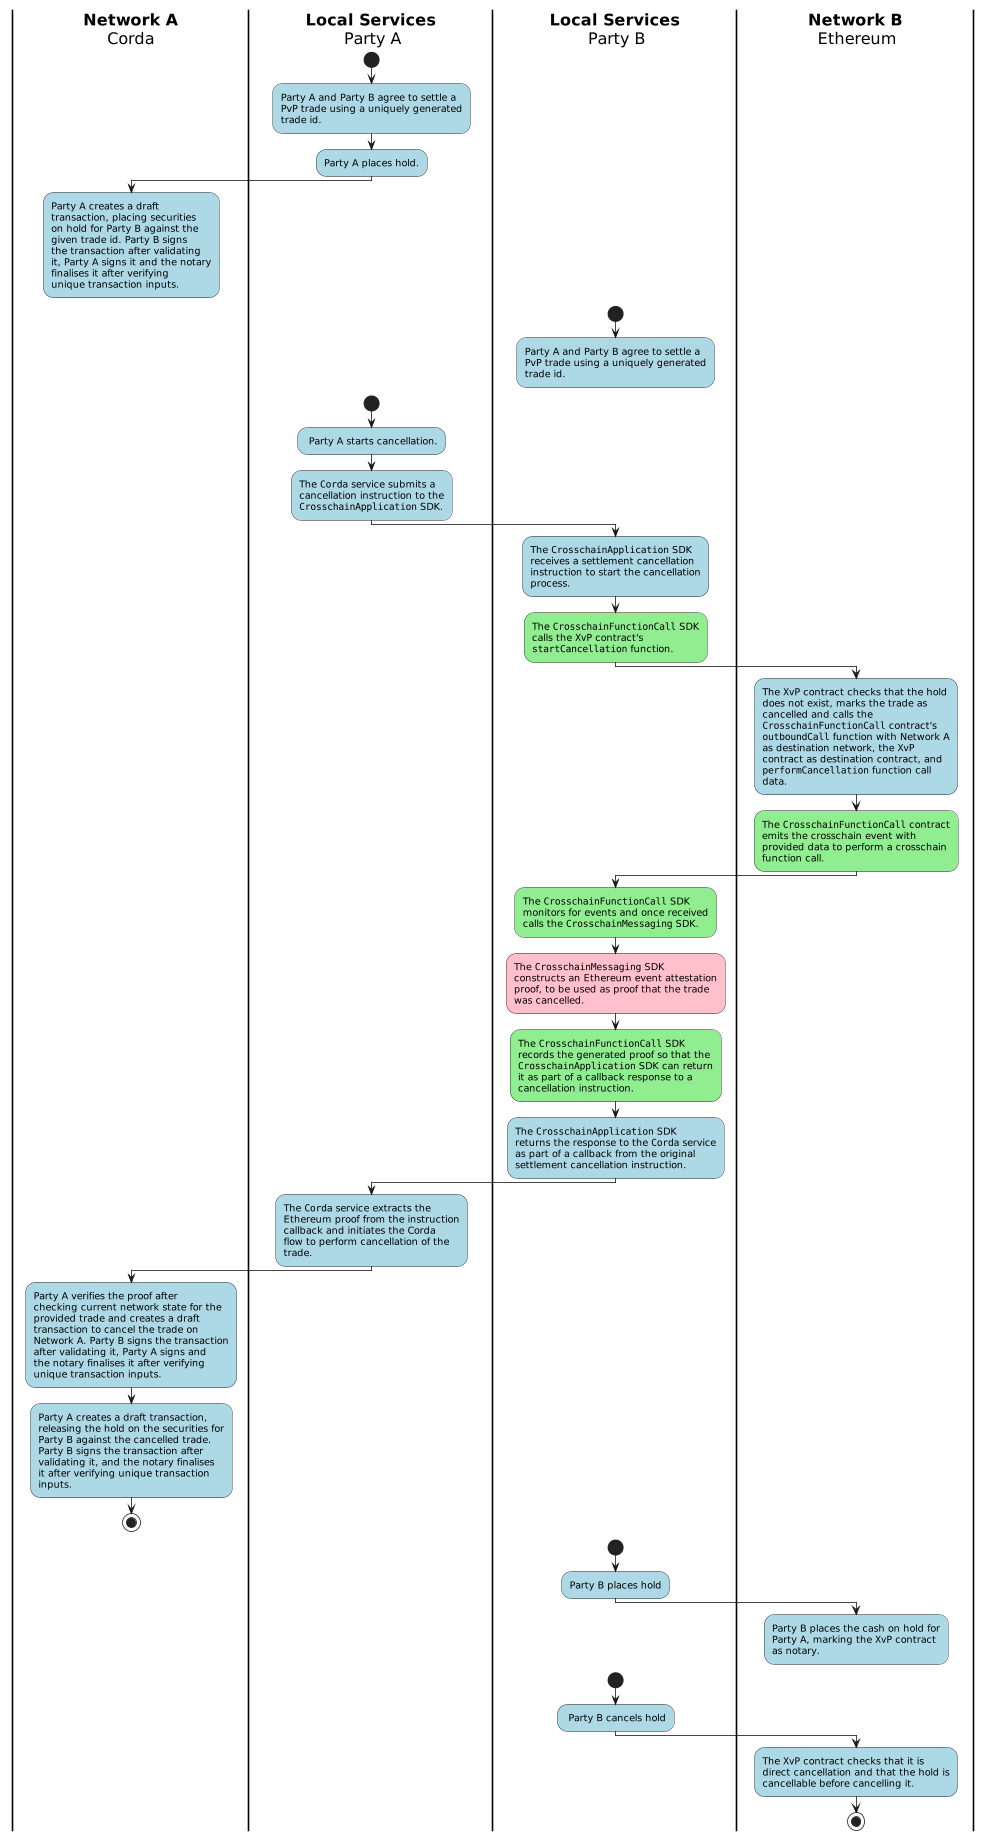 Network A
Corda
Local Services
Party A
Local Services
Party B
Network B
Ethereum
Party A and Party B agree to settle a
PvP trade using a uniquely generated
trade id.
Party A places hold.
Party A creates a draft
transaction, placing securities
on hold for Party B against the
given trade id. Party B signs
the transaction after validating
it, Party A signs it and the notary
finalises it after verifying
unique transaction inputs.
Party A and Party B agree to settle a
PvP trade using a uniquely generated
trade id.
Party A starts cancellation.
The Corda service submits a
cancellation instruction to the
CrosschainApplication SDK.
The CrosschainApplication SDK
receives a settlement cancellation
instruction to start the cancellation
process.
The CrosschainFunctionCall SDK
calls the XvP contract's
startCancellation function.
The XvP contract checks that the hold
does not exist, marks the trade as
cancelled and calls the
CrosschainFunctionCall contract's
outboundCall function with Network A
as destination network, the XvP
contract as destination contract, and
performCancellation function call
data.
The CrosschainFunctionCall contract
emits the crosschain event with
provided data to perform a crosschain
function call.
The CrosschainFunctionCall SDK
monitors for events and once received
calls the CrosschainMessaging SDK.
The CrosschainMessaging SDK
constructs an Ethereum event attestation
proof, to be used as proof that the trade
was cancelled.
The CrosschainFunctionCall SDK
records the generated proof so that the
CrosschainApplication SDK can return
it as part of a callback response to a
cancellation instruction.
The CrosschainApplication SDK
returns the response to the Corda service
as part of a callback from the original
settlement cancellation instruction.
The Corda service extracts the
Ethereum proof from the instruction
callback and initiates the Corda
flow to perform cancellation of the
trade.
Party A verifies the proof after
checking current network state for the
provided trade and creates a draft
transaction to cancel the trade on
Network A. Party B signs the transaction
after validating it, Party A signs and
the notary finalises it after verifying
unique transaction inputs.
Party A creates a draft transaction,
releasing the hold on the securities for
Party B against the cancelled trade.
Party B signs the transaction after
validating it, and the notary finalises
it after verifying unique transaction
inputs.
Party B places hold
Party B places the cash on hold for
Party A, marking the XvP contract
as notary.
Party B cancels hold
The XvP contract checks that it is
direct cancellation and that the hold is
cancellable before cancelling it.